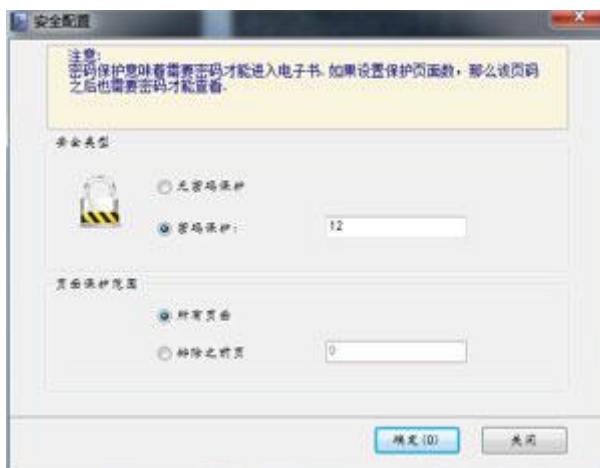 安全配置
注意:
密码保护意味着需要密码才能进入电子书.如果设置保护页面数，那么该页码
之后也需要密码才能查看.
安全类型
无密码保护
密码保护:
12
页面保护范围
所有页面
排除之前页
0
确定(O)
关闭